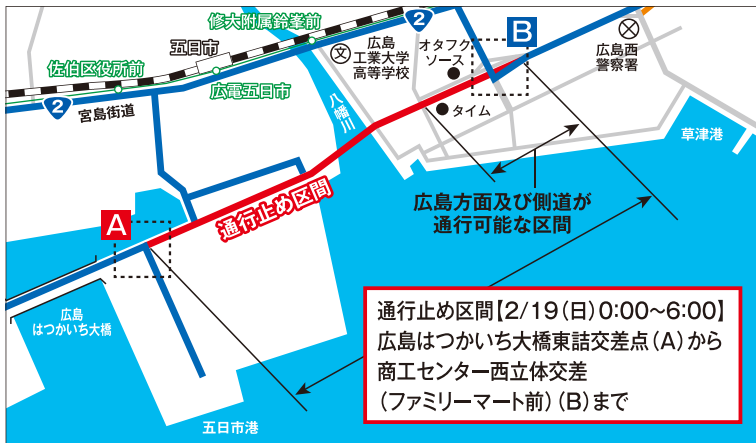 修大附属鈴峯前
2
B
五日市
佐伯区役所前
広電五日市
2
宮島街道
文
広島
工業大学
高等学校
オタフク
ソース
広島西
警察署
八幡川
タイム
草津港
広島方面及び側道が
通行可能な区間
通行止め区間
A
広島
はつかいち大橋
五日市港
通行止め区間【2/19(日)0:00〜6:00】
広島はつかいち大橋東詰交差点(A)から
商工センター西立体交差
(ファミリーマート前)(B)まで